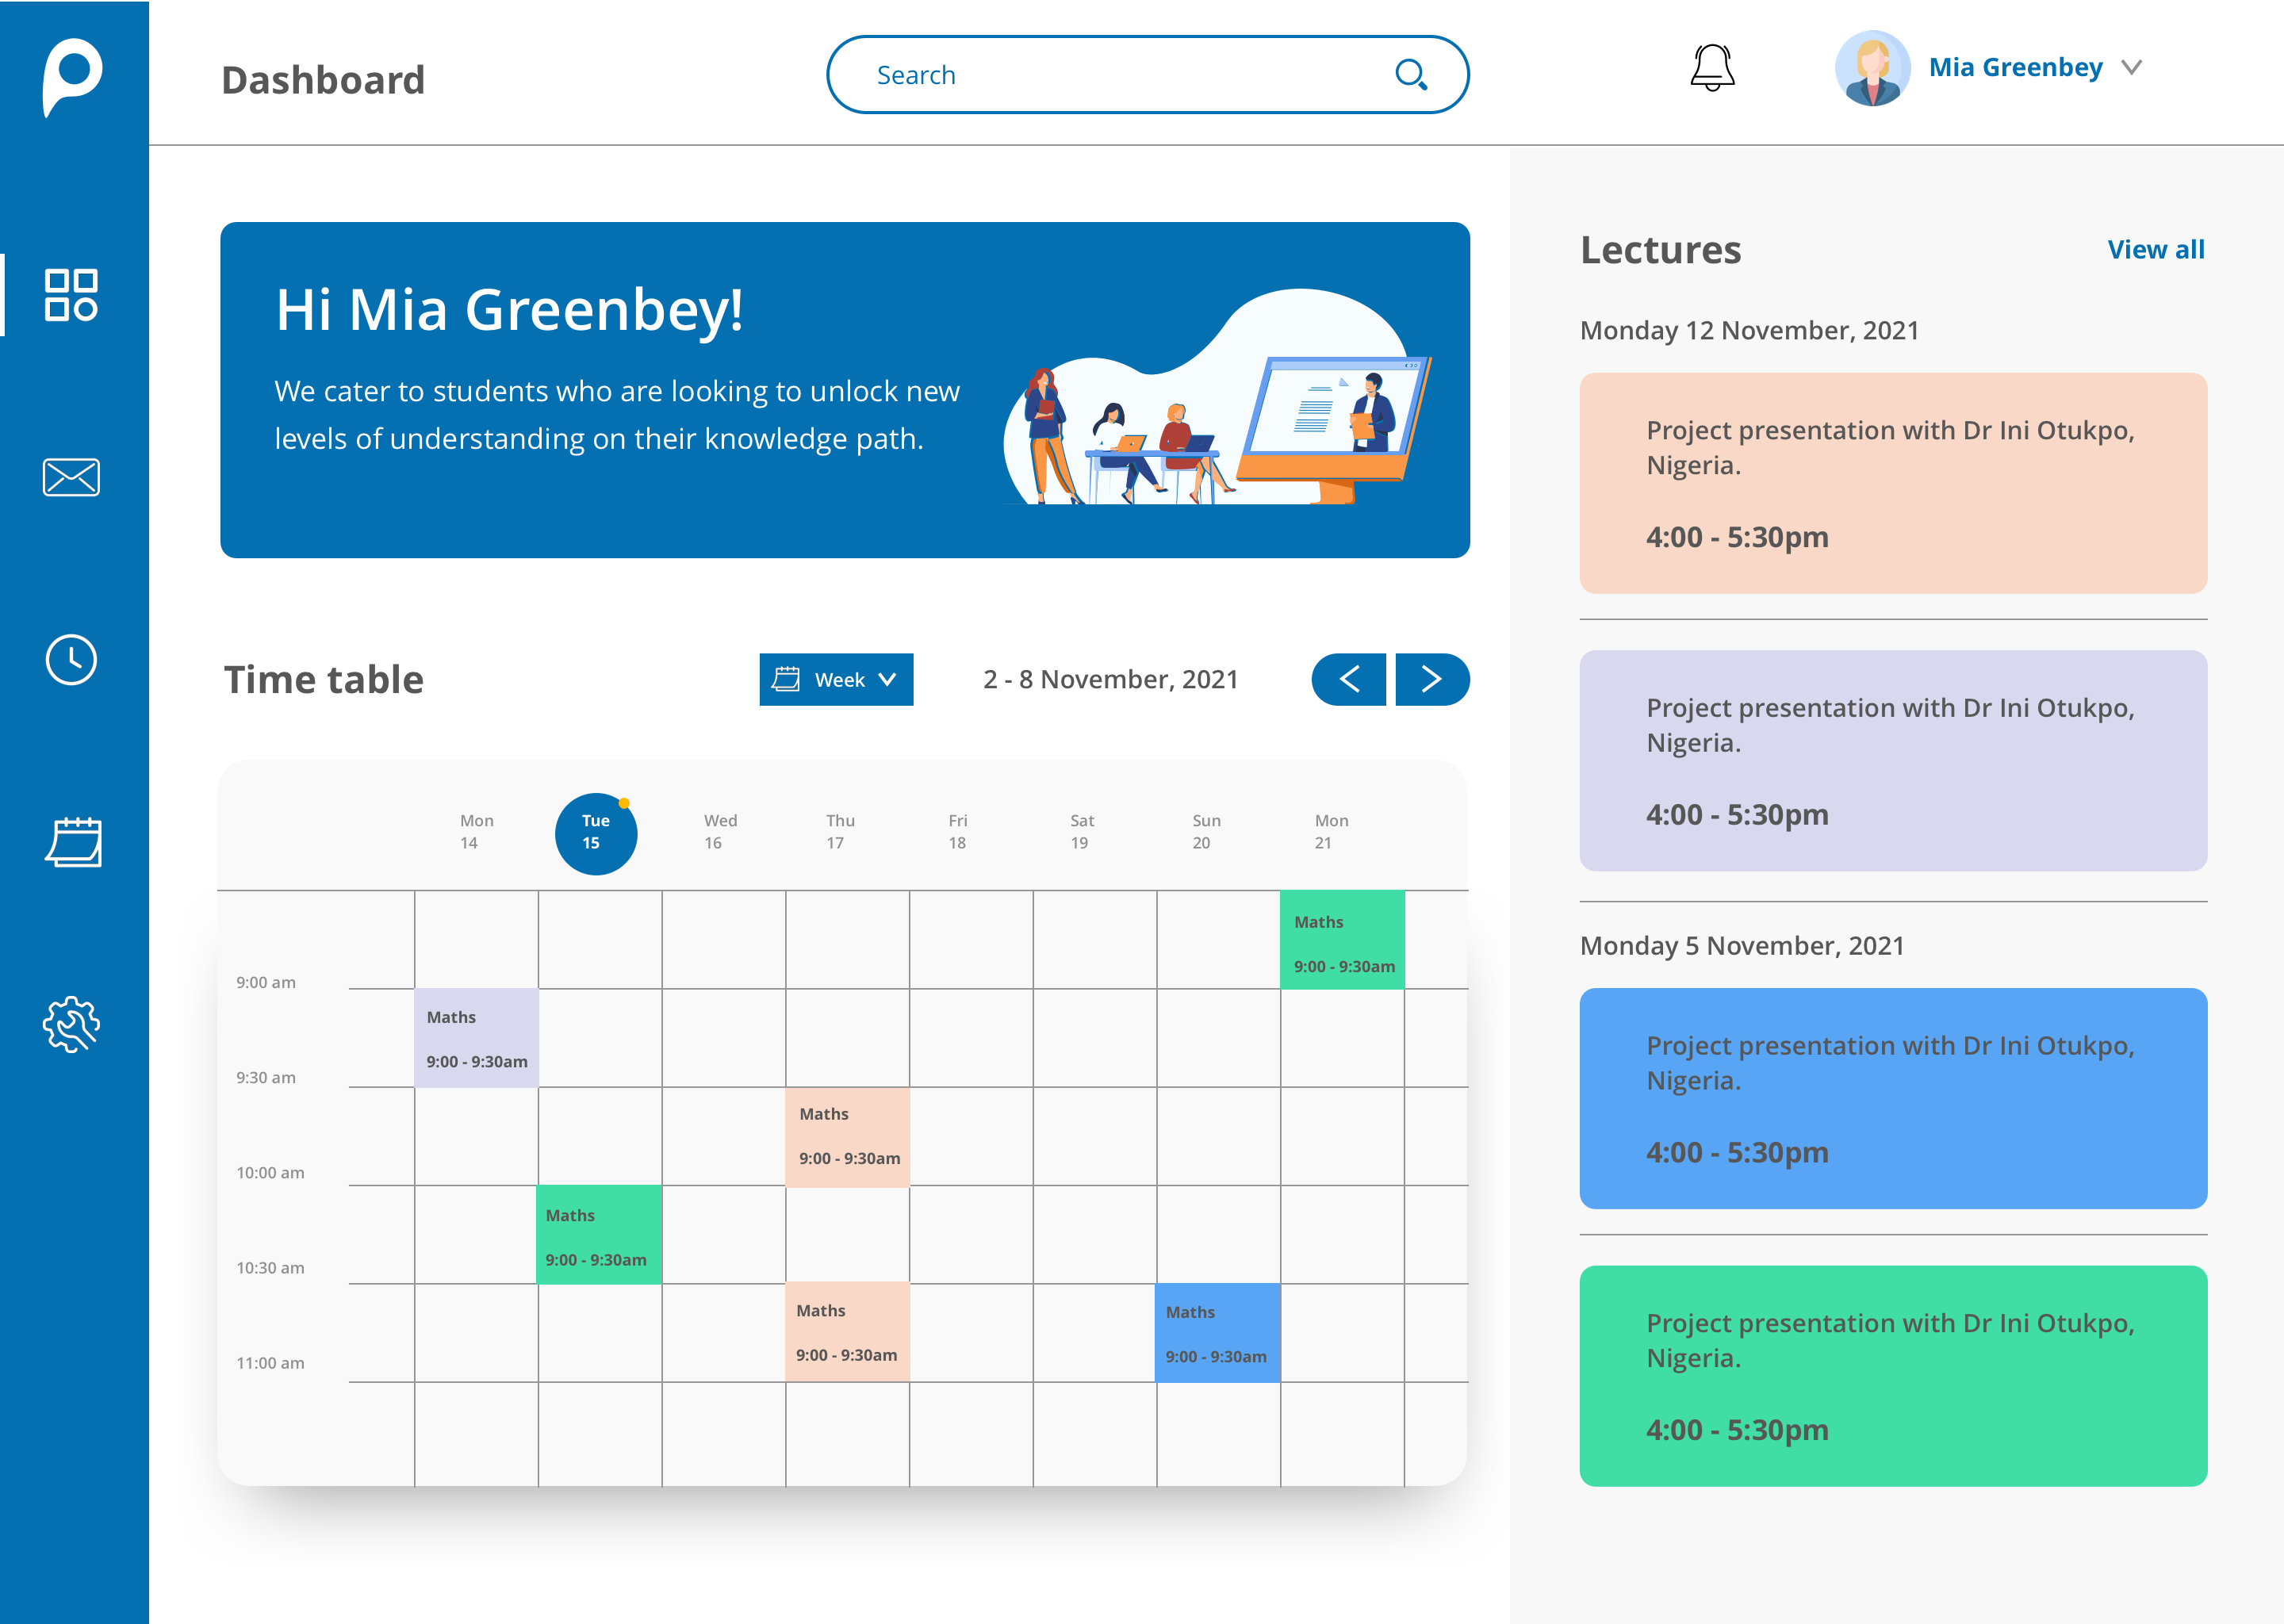 Dashboard
Search
Mia Greenbey
Hi Mia Greenbey!
We cater to students who are looking to unlock new
levels of understanding on their knowledge path.
Time table
Week
2 - 8 November, 2021
Mon
14
Tue
15
Wed
16
Thu
17
Fri
18
Sat
19
Sun
20
Mon
21
Maths
9:00 - 9:30am
9:00 am
Maths
9:00 - 9:30am
9:30 am
Maths
9:00 - 9:30am
10:00 am
Maths
9:00 - 9:30am
10:30 am
Maths
9:00 - 9:30am
Maths
9:00 - 9:30am
11:00 am
Lectures
View all
Monday 12 November, 2021
Project presentation with Dr Ini Otukpo,
Nigeria.
4:00 - 5:30pm
Project presentation with Dr Ini Otukpo,
Nigeria.
4:00 - 5:30pm
Monday 5 November, 2021
Project presentation with Dr Ini Otukpo,
Nigeria.
4:00 - 5:30pm
Project presentation with Dr Ini Otukpo,
Nigeria.
4:00 - 5:30pm